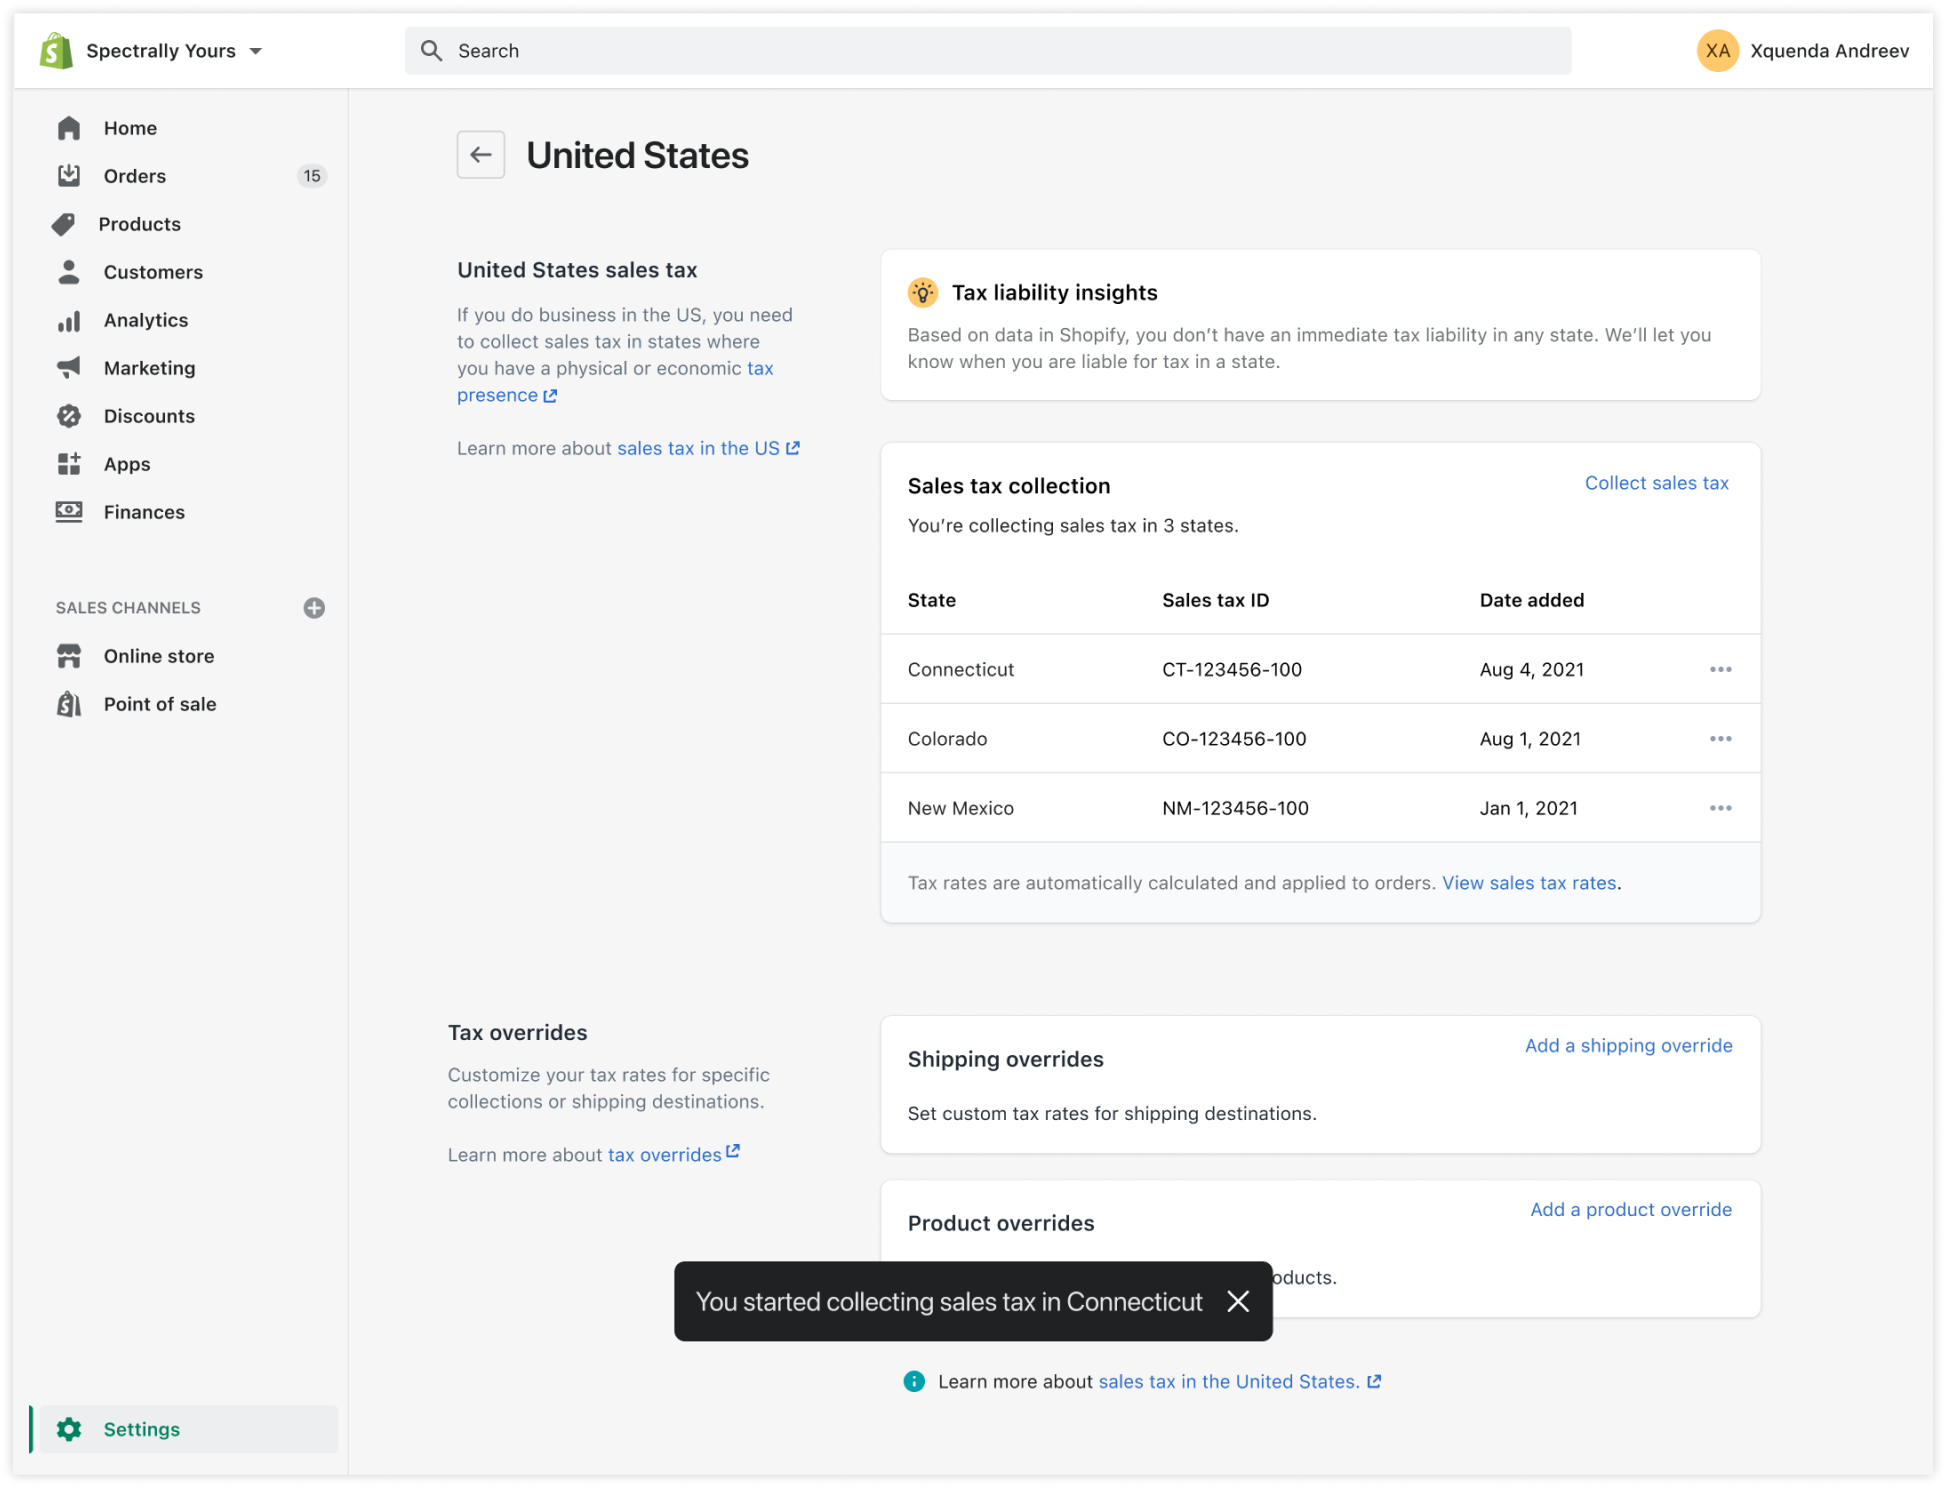 Spectrally Yours
Search
XA
Xquenda Andreev
Home
Orders
15
Products
Customers
Analytics
Marketing
Discounts
Apps
Finances
SALES CHANNELS
Online store
Point of sale
Settings
United States
United States sales tax
If you do business in the US, you need
to collect sales tax in states where
you have a physical or economic tax
presence
Learn more about sales tax in the US
Tax liability insights
Based on data in Shopify, you don’t have an immediate tax liability in any state. We’ll let you
know when you are liable for tax in a state.
Sales tax collection
Collect sales tax
You’re collecting sales tax in 3 states.
State Sales tax ID Date added
Connecticut CT-123456-100 Aug 4, 2021
Colorado CO-123456-100 Aug 1, 2021
New Mexico NM-123456-100 Jan 1, 2021
Tax rates are automatically calculated and applied to orders. View sales tax rates.
Tax overrides
Customize your tax rates for specific
collections or shipping destinations.
Learn more about tax overrides
Shipping overrides
Add a shipping override
Set custom tax rates for shipping destinations.
Product overrides
Add a product override
oducts.
You started collecting sales tax in Connecticut
Learn more about sales tax in the United States.